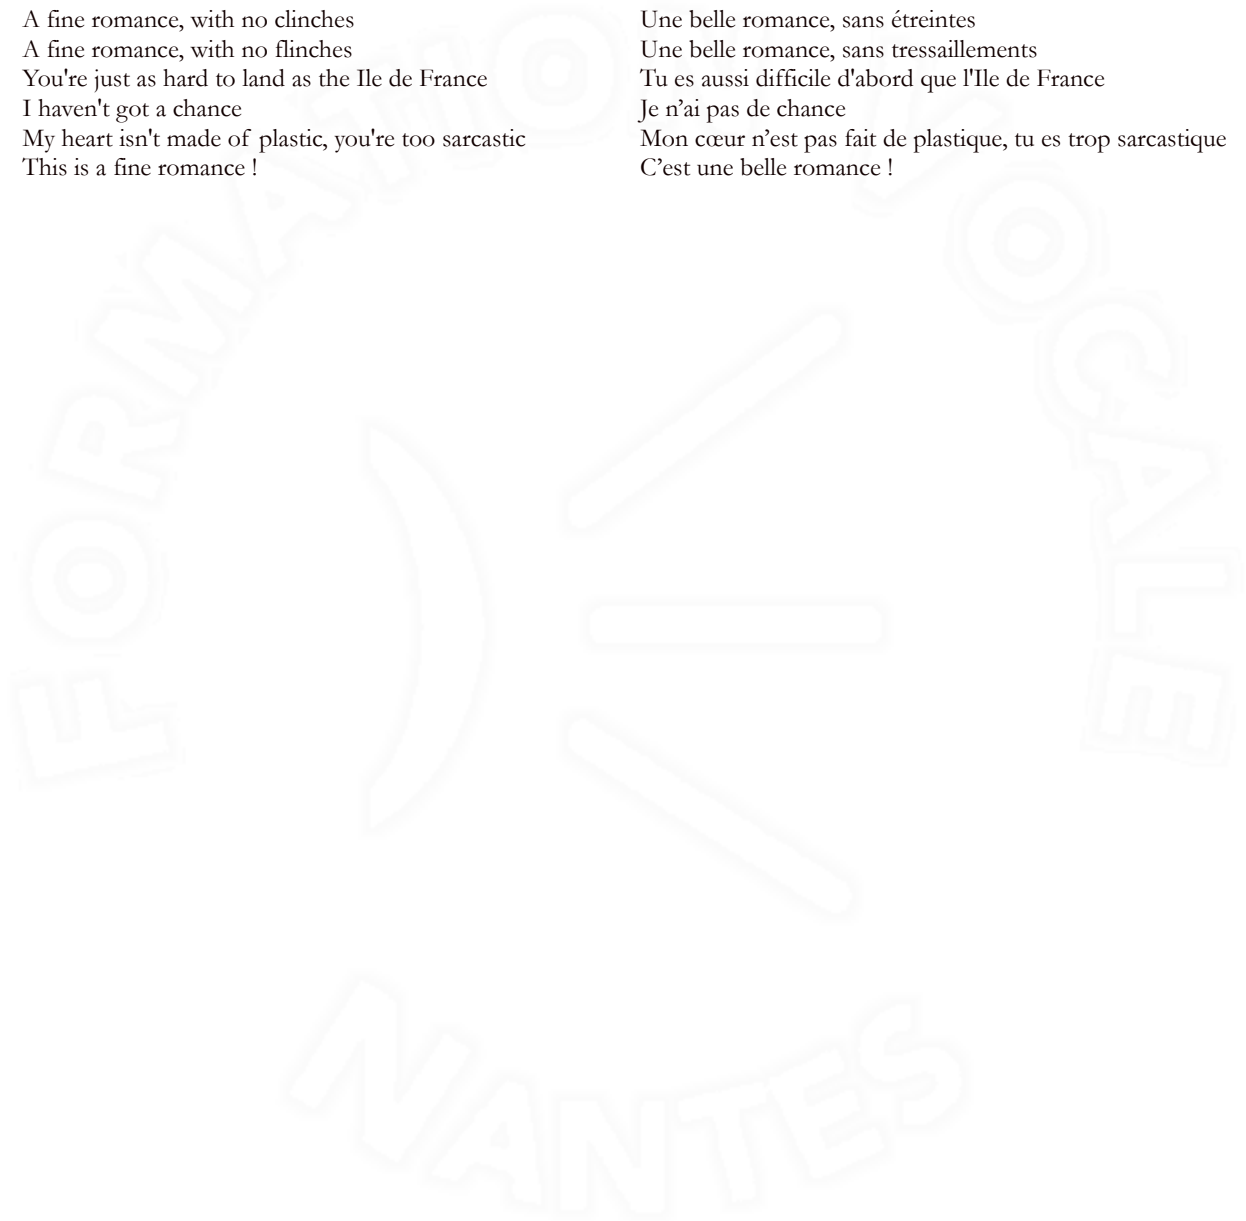 A fine romance, with no clinches
A fine romance, with no flinches
You're just as hard to land as the Ile de France
I haven't got a chance
My heart isn't made of plastic, you're too sarcastic
This is a fine romance !
Une belle romance, sans étreintes
Une belle romance, sans tressaillements
Tu es aussi difficile d'abord que l'Ile de France
Je n’ai pas de chance
Mon cœur n’est pas fait de plastique, tu es trop sarcastique
C’est une belle romance !
FORMATION VOCALE
NANTES